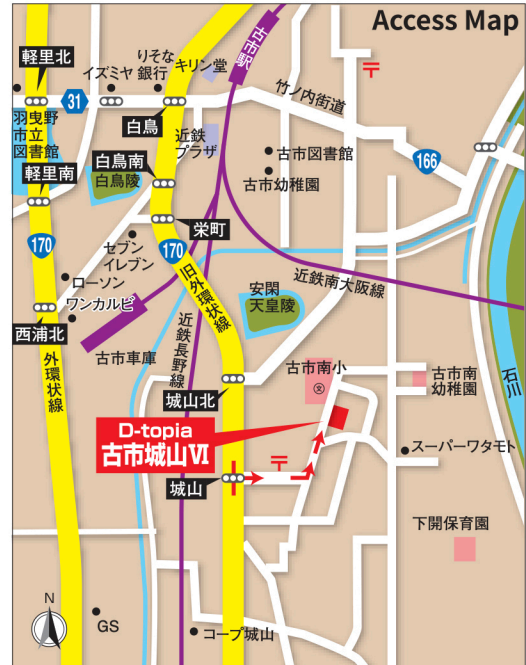 Access Map
軽里北
イズミヤ
りそな
銀行
キリン堂
古市駅
〒
31
白鳥
竹ノ内街道
羽曳野
市立
図書館
近鉄
プラザ
古市図書館
166
白鳥南
軽里南
白鳥陵
古市幼稚園
栄町
170
セブン
イレブン
170
ローソン
旧外環状線
近鉄南大阪線
ワンカルビ
安閑
天皇陵
西浦北
外環状線
古市車庫
近鉄長野線
石川
古市南小
文
古市南
幼稚園
城山北
D-topia
古市城山Ⅵ
スーパーワタモト
〒
城山
下開保育園
N
GS
コープ城山